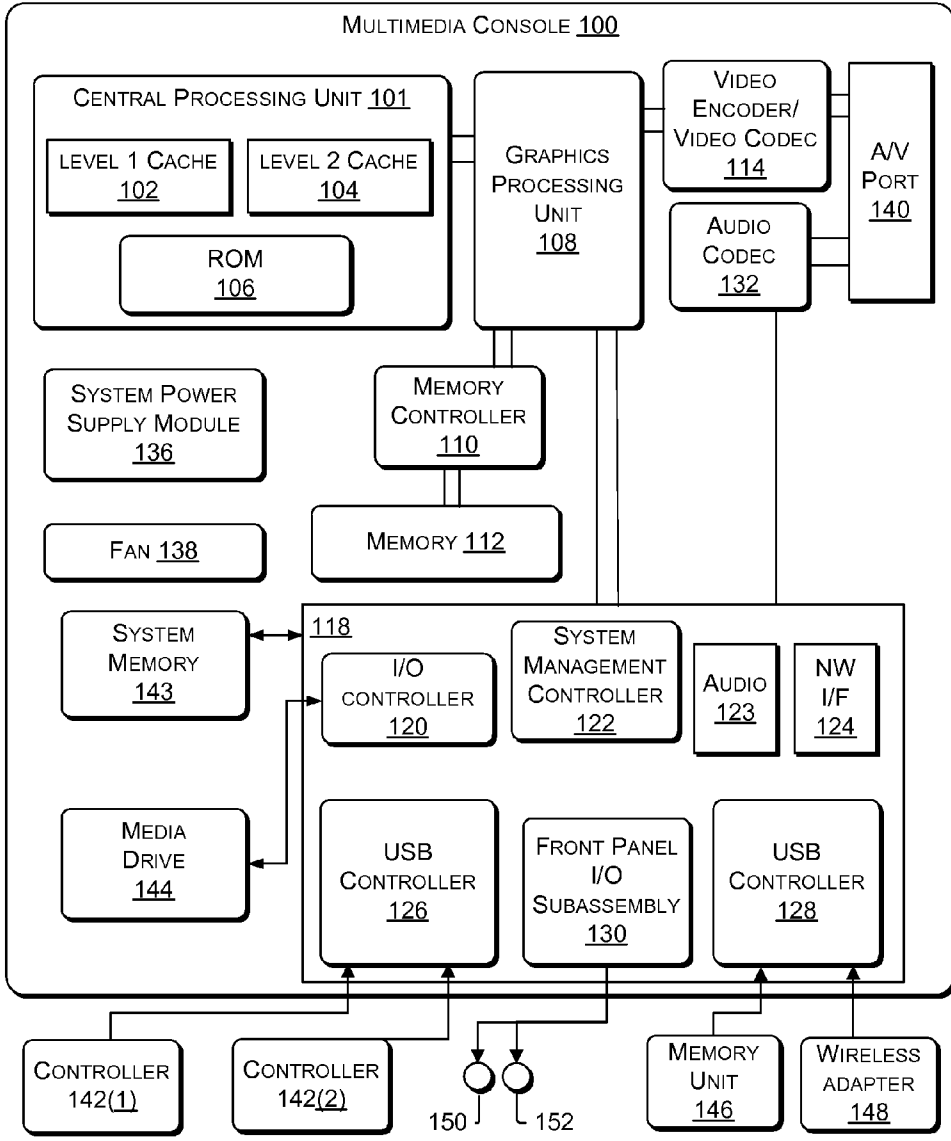 MULTIMEDIA CONSOLE 100
CENTRAL PROCESSING UNIT 101
LEVEL 1 CACHE
102
LEVEL 2 CACHE
104
ROM
106
GRAPHICS
PROCESSING
UNIT
108
VIDEO
ENCODER/
VIDEO CODEC
114
A/V
PORT
140
AUDIO
CODEC
132
SYSTEM POWER
SUPPLY MODULE
136
MEMORY
CONTROLLER
110
MEMORY 112
FAN 138
SYSTEM
MEMORY
143
118
I/O
CONTROLLER
120
SYSTEM
MANAGEMENT
CONTROLLER
122
AUDIO
123
NW
I/F
124
MEDIA
DRIVE
144
USB
CONTROLLER
126
FRONT PANEL
I/O
SUBASSEMBLY
130
USB
CONTROLLER
128
CONTROLLER
142(1)
CONTROLLER
142(2)
150
152
MEMORY
UNIT
146
WIRELESS
ADAPTER
148